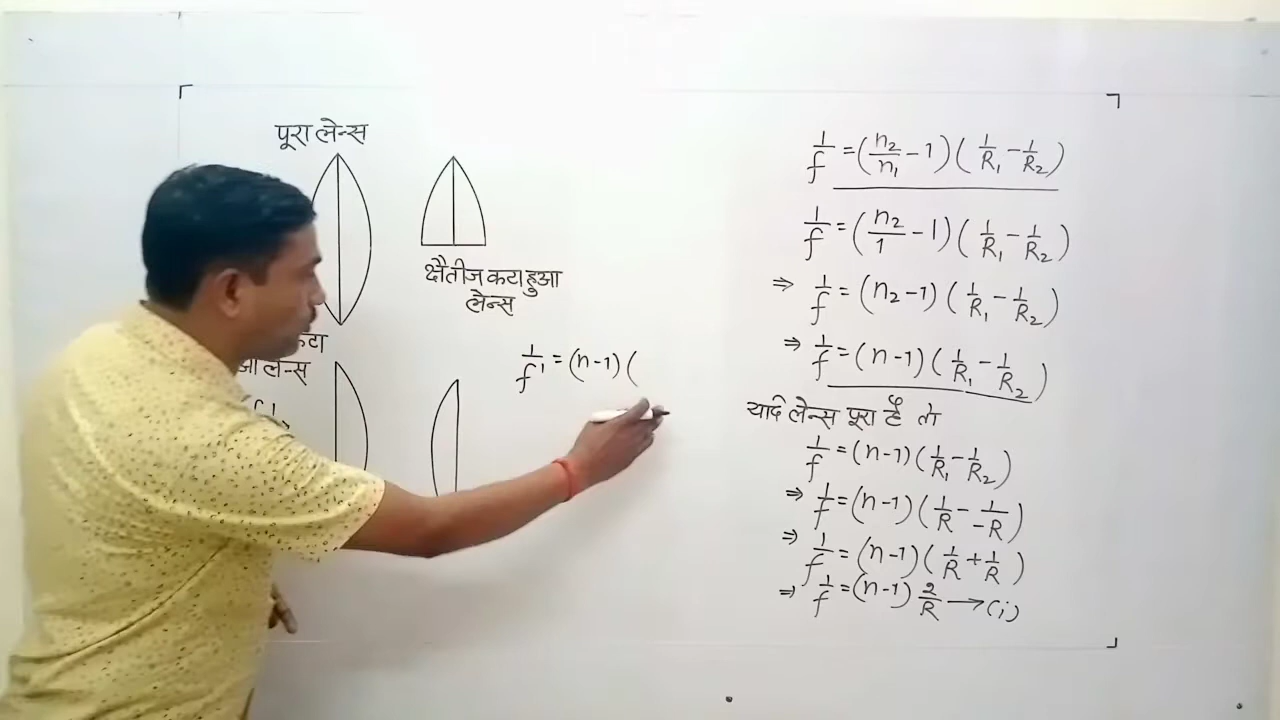 पूरा लेन्स
क्षैतीज कटा हुआ
लेन्स
लेन्स
1/f' = (n-1) (
1/f = (n₂/n₁ - 1) (1/R₁ - 1/R₂)
1/f = (n₂/1 - 1) (1/R₁ - 1/R₂)
⇒ 1/f = (n₂-1) (1/R₁ - 1/R₂)
⇒ 1/f = (n-1) (1/R₁ - 1/R₂)
यदि लेन्स पूरा है तो
1/f = (n-1) (1/R₁ - 1/R₂)
⇒ 1/f = (n-1) (1/R - 1/-R)
⇒ 1/f = (n-1) (1/R + 1/R)
⇒ 1/f = (n-1) 2/R → (i)